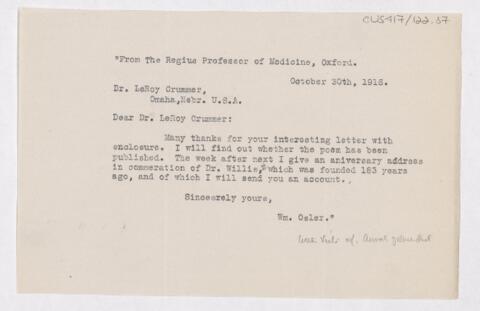 CUS417/122.57
"From The Regius Professor of Medicine, Oxford.
October 30th, 1916.
Dr. LeRoy Crummer,
Omaha,Nebr. U.S.A.
Dear Dr. LeRoy Crummer:
Many thanks for your interesting letter with
enclosure. I will find out whether the poem has been
published. The week after next I give an aniversary address
in commeration of Dr. Willis, which was founded 183 years
ago, and of which I will send you an account.
Sincerely yours,
Wm. Osler."